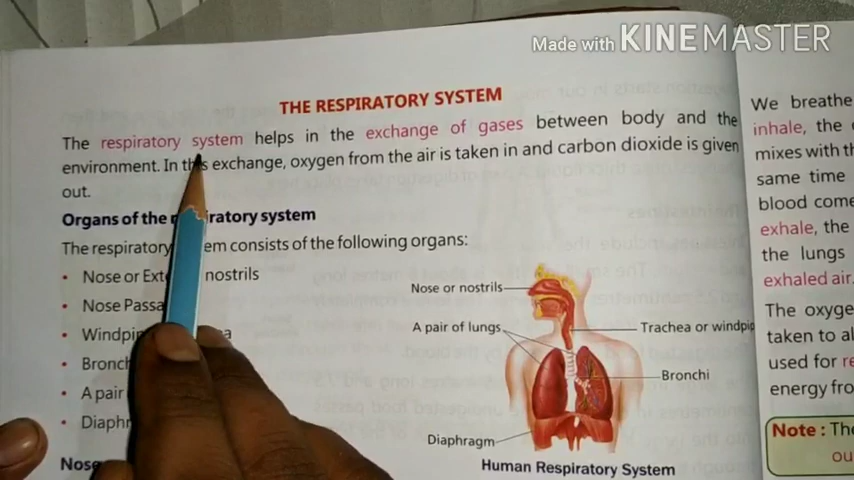 Made with KINEMASTER
THE RESPIRATORY SYSTEM
The respiratory system helps in the exchange of gases between body and the
environment. In this exchange, oxygen from the air is taken in and carbon dioxide is given
out.
Organs of the respiratory system
The respiratory em consists of the following organs:
• Nose or Exte nostrils
• Nose Passa
• Windpip a
• Bronch
• A pair
• Diaphr
Nose
Nose or nostrils
A pair of lungs
Trachea or windpip
Bronchi
Diaphragm
Human Respiratory System
We breathe
inhale, the
mixes with th
same time
blood come
exhale, the
the lungs
exhaled air.
The oxyge
taken to al
used for re
energy fro
Note : The
ou